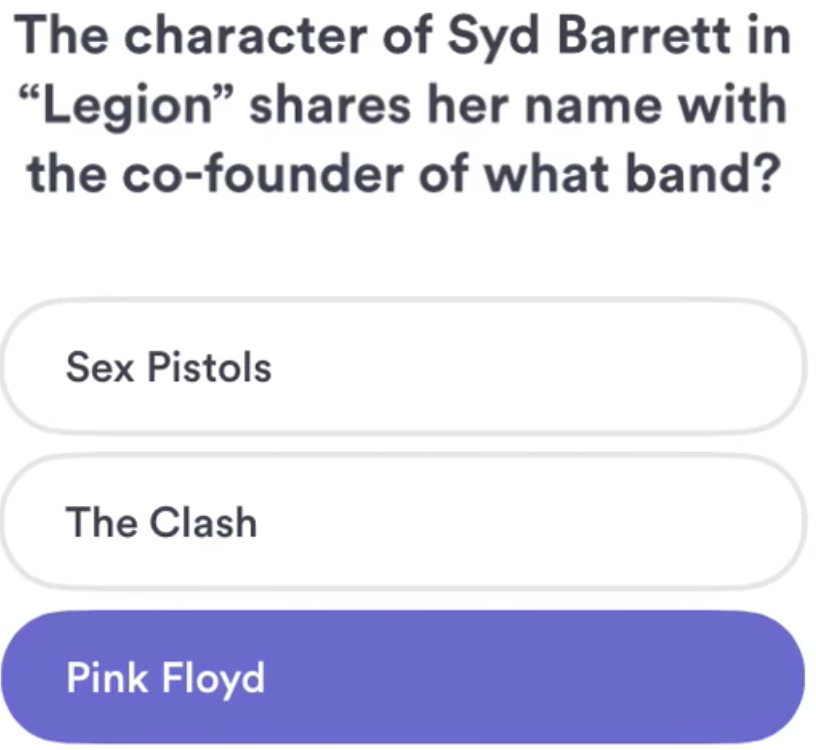 The character of Syd Barrett in
“Legion” shares her name with
the co-founder of what band?
Sex Pistols
The Clash
Pink Floyd